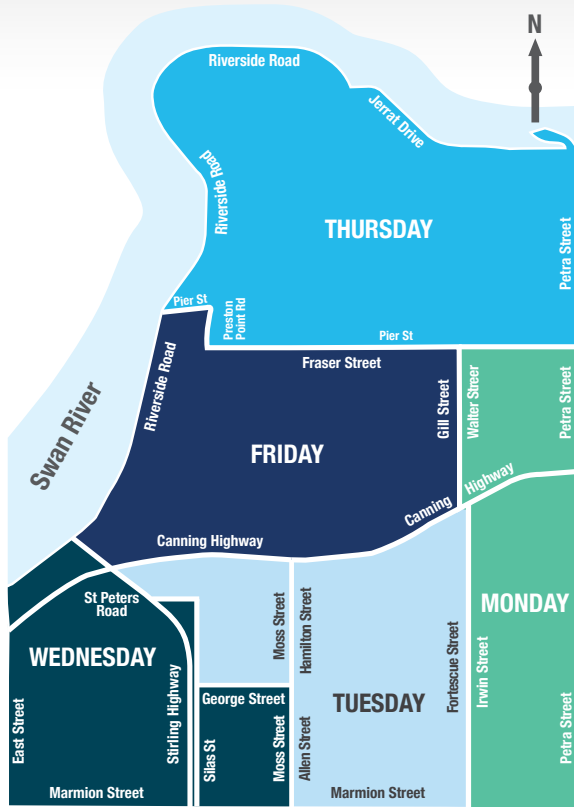 N
Riverside Road
Jerrat Drive
Riverside Road
THURSDAY
Petra Street
Pier St
Preston
Point Rd
Pier St
Swan River
Riverside Road
Fraser Street
Gill Street
Walter Streer
Petra Street
FRIDAY
Canning Highway
Canning Highway
St Peters
Road
Moss Street
Hamilton Street
MONDAY
WEDNESDAY
Fortescue Street
Irwin Street
George Street
TUESDAY
East Street
Stirling Highway
Silas St
Moss Street
Allen Street
Petra Street
Marmion Street
Marmion Street